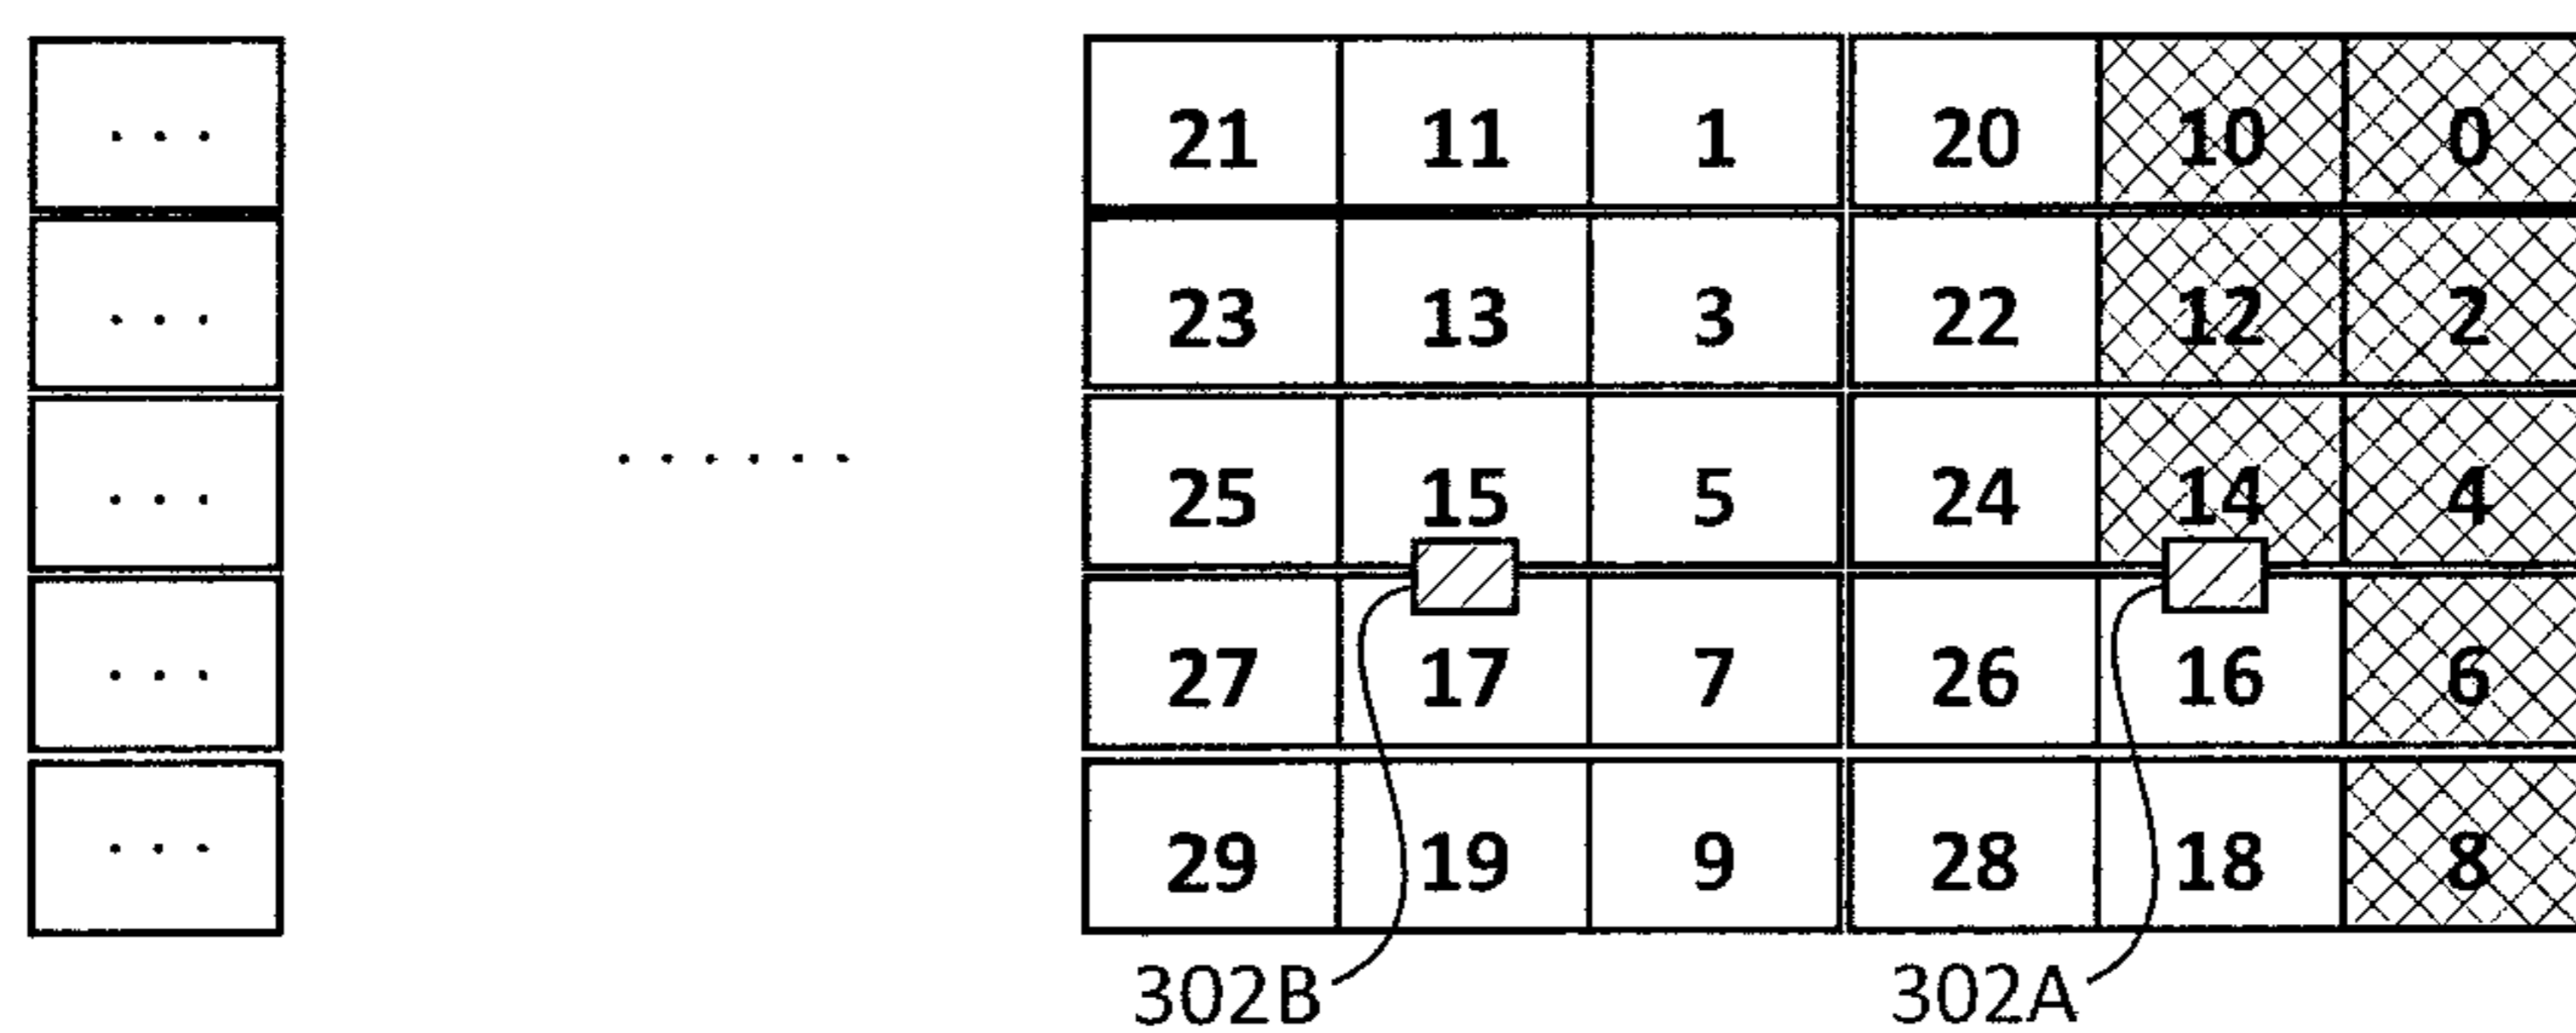 ... 21 11 1 20 10 0
... 23 13 3 22 12 2
... ...... 25 15 5 24 14 4
... 27 17 7 26 16 6
... 29 19 9 28 18 8
302B 302A